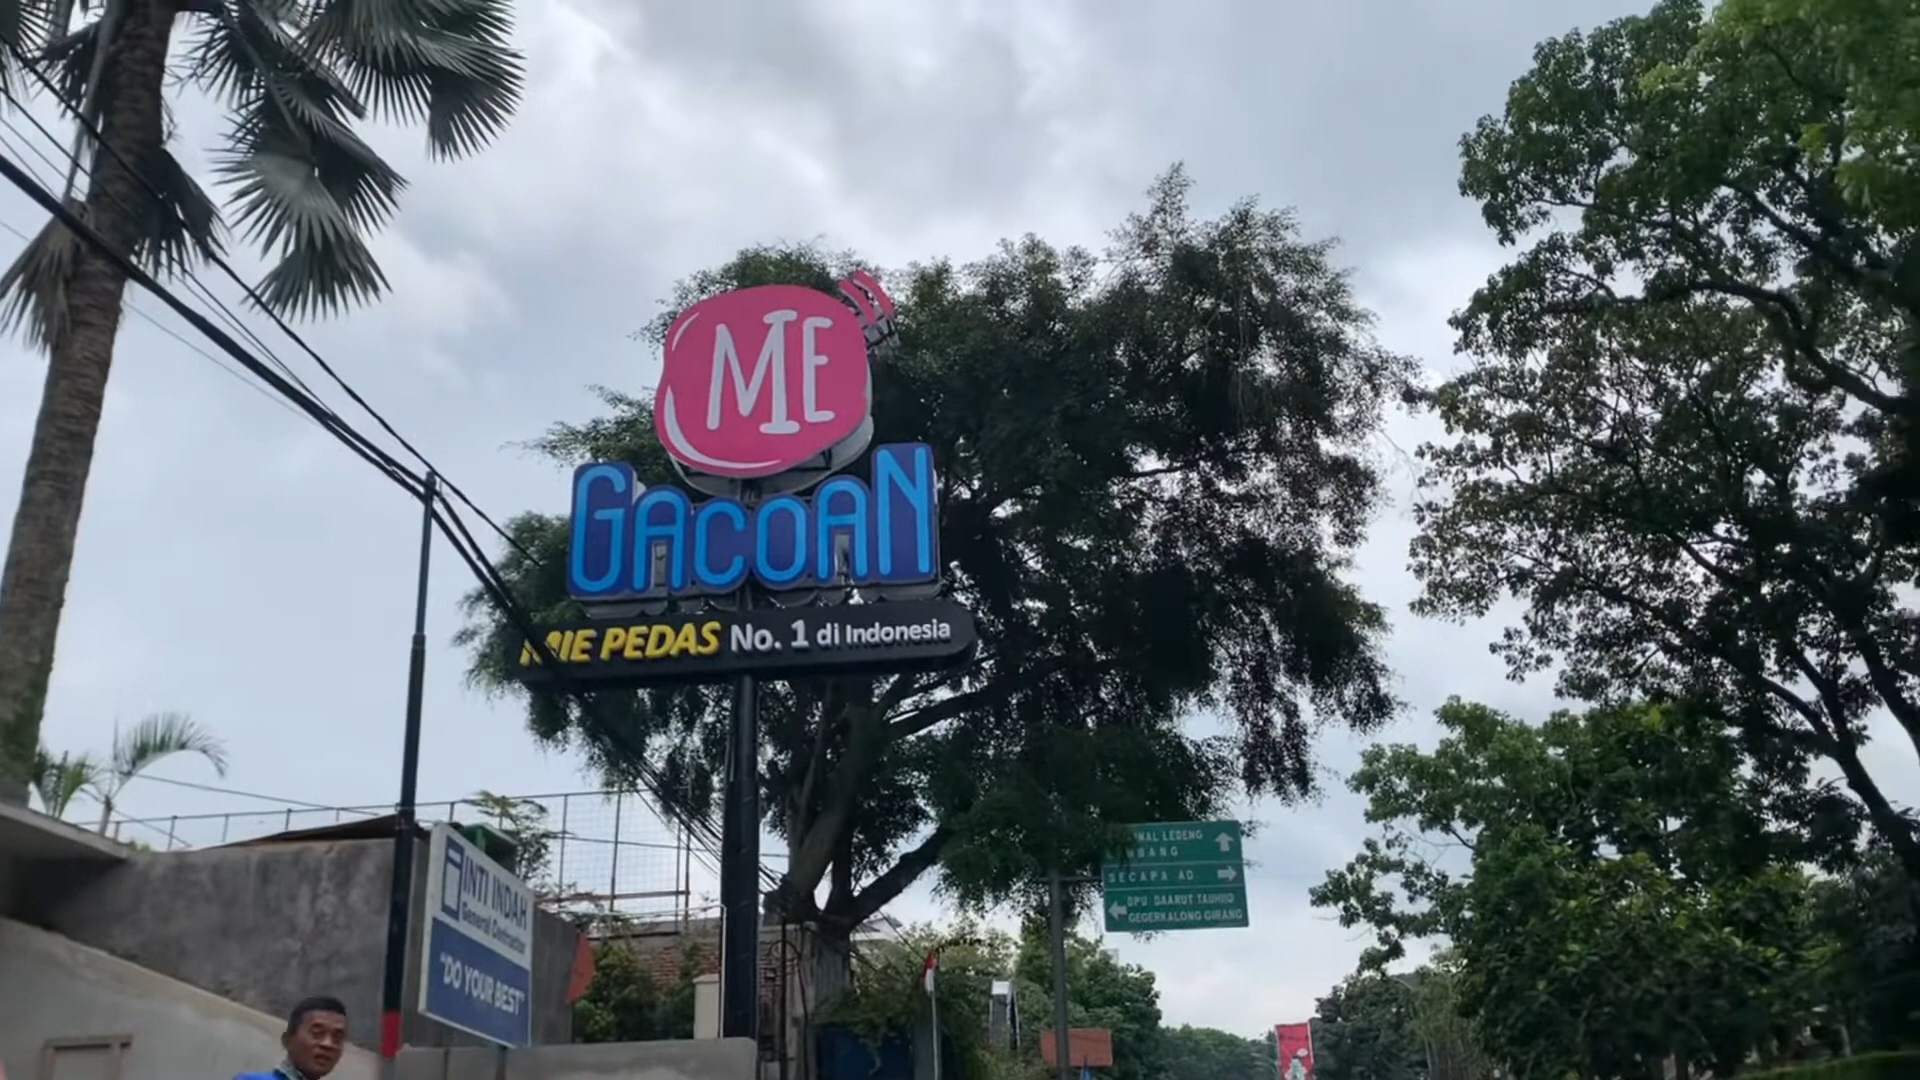 MIE
GACOAN
MIE PEDAS No. 1 di Indonesia
INTI INDAH
General Contractor
"DO YOUR BEST"
LEDENG
SECAPA AD
DPU DAARUT TAUHIID
GEGERKALONG GIRANG